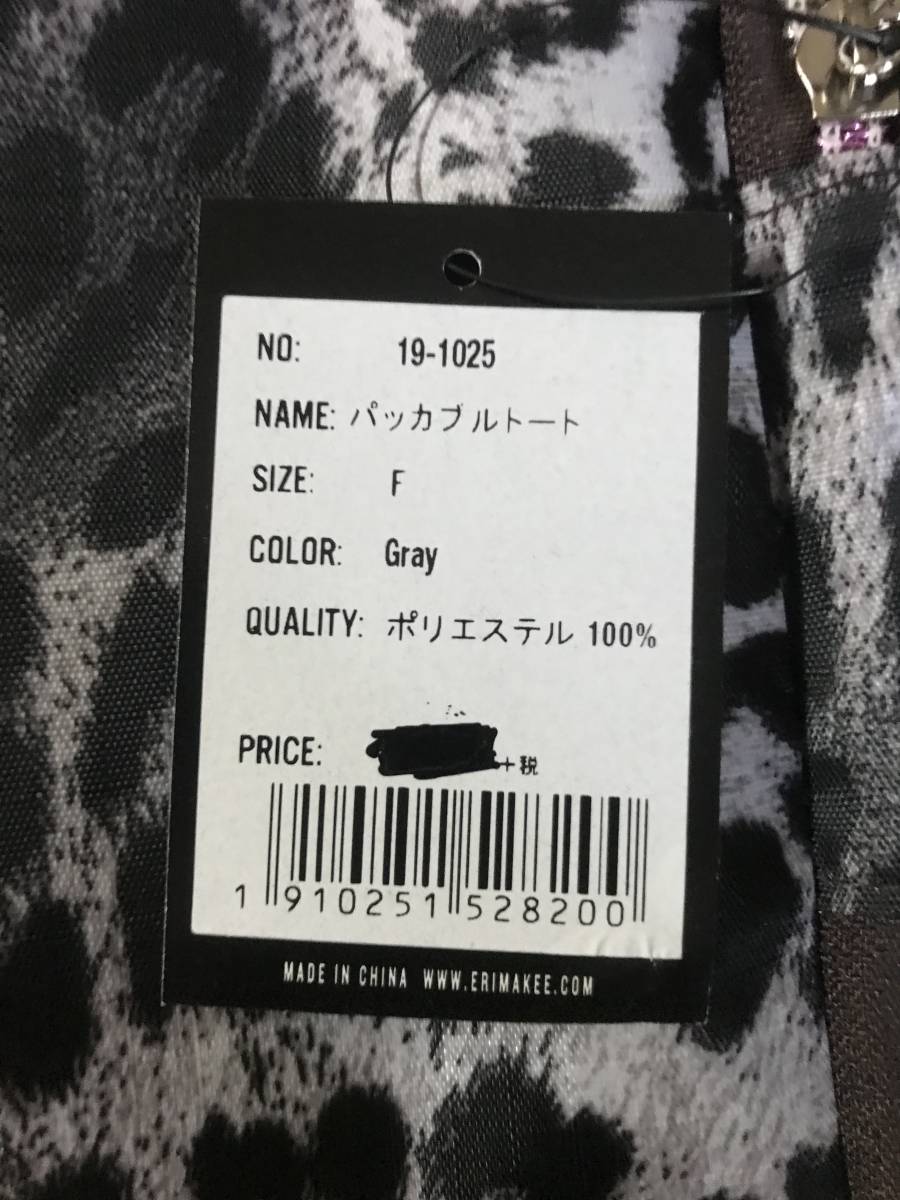 NO: 19-1025
NAME: パッカブルトート
SIZE: F
COLOR: Gray
QUALITY: ポリエステル 100%
PRICE: +税
1 910251 528200
MADE IN CHINA WWW.ERIMAKEE.COM